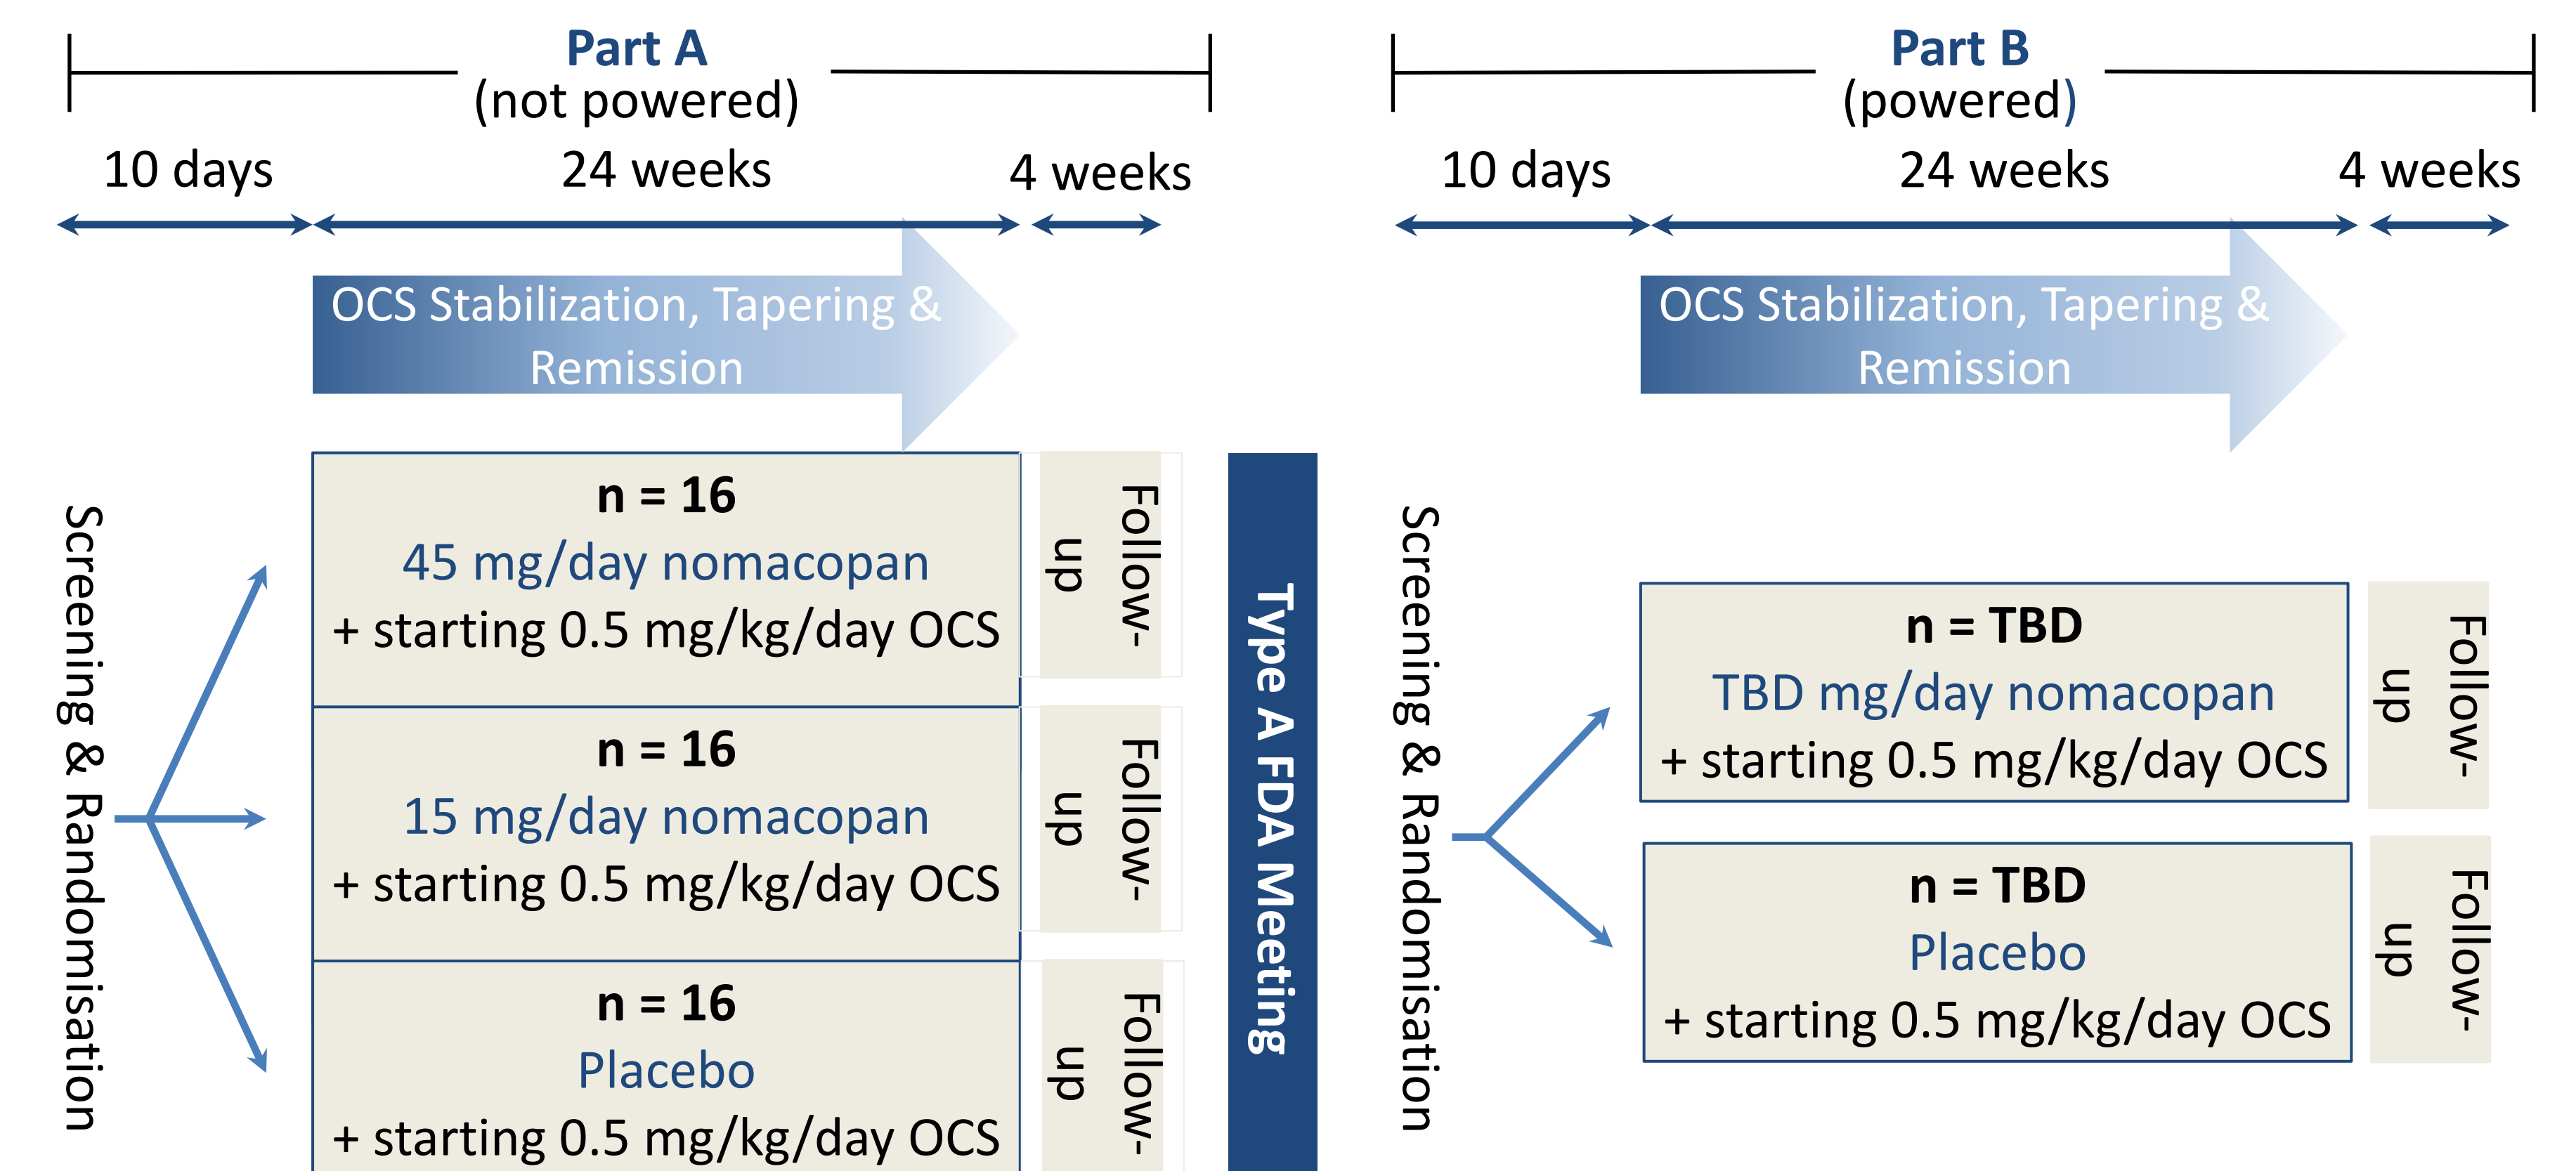 Part A
(not powered)
10 days
24 weeks
4 weeks
OCS Stabilization, Tapering &
Remission
Screening & Randomisation
n = 16
45 mg/day nomacopan
+ starting 0.5 mg/kg/day OCS
Follow-
up
n = 16
15 mg/day nomacopan
+ starting 0.5 mg/kg/day OCS
Follow-
up
n = 16
Placebo
+ starting 0.5 mg/kg/day OCS
Follow-
up
Type A FDA Meeting
Part B
(powered)
10 days
24 weeks
4 weeks
OCS Stabilization, Tapering &
Remission
Screening & Randomisation
n = TBD
TBD mg/day nomacopan
+ starting 0.5 mg/kg/day OCS
Follow-
up
n = TBD
Placebo
+ starting 0.5 mg/kg/day OCS
Follow-
up